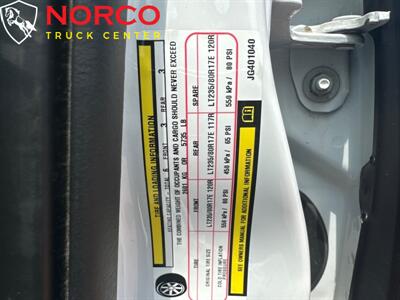 NORCO
TRUCK CENTER
TIRE AND LOADING INFORMATION
SEATING CAPACITY - TOTAL 6 FRONT 3 REAR 3
THE COMBINED WEIGHT OF OCCUPANTS AND CARGO SHOULD NEVER EXCEED
2601 KG OR 5735 LB
TIRE FRONT REAR SPARE
ORIGINAL TIRE SIZE LT235/80R17E 120R LT235/80R17E 117R LT235/80R17E 120R
COLD TIRE INFLATION PRESSURE 550 kPa / 80 PSI 450 kPa / 65 PSI 550 kPa / 80 PSI
SEE OWNERS MANUAL FOR ADDITIONAL INFORMATION
JG401040